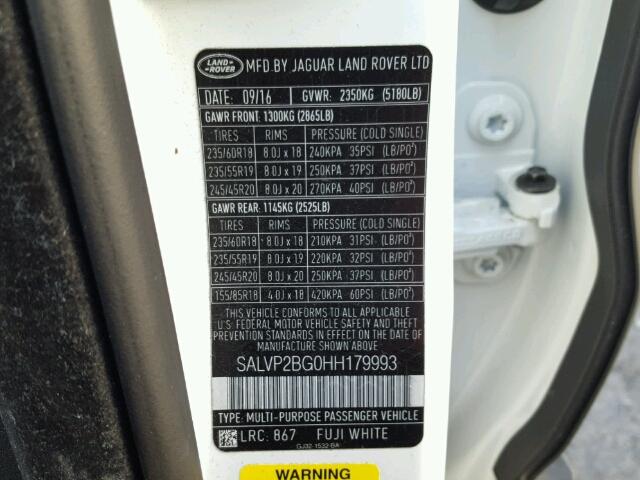 LAND ROVER MFD BY JAGUAR LAND ROVER LTD
DATE: 09/16 GVWR: 2350KG (5180LB)
GAWR FRONT: 1300KG (2865LB)
TIRES RIMS PRESSURE (COLD SINGLE)
235/60R18 8.0J x 18 240KPA 35PSI (LB/PO²)
235/55R19 8.0J x 19 250KPA 37PSI (LB/PO²)
245/45R20 8.0J x 20 270KPA 40PSI (LB/PO²)
GAWR REAR: 1145KG (2525LB)
TIRES RIMS PRESSURE (COLD SINGLE)
235/60R18 8.0J x 18 210KPA 31PSI (LB/PO²)
235/55R19 8.0J x 19 220KPA 32PSI (LB/PO²)
245/45R20 8.0J x 20 250KPA 37PSI (LB/PO²)
155/85R18 4.0J x 18 420KPA 60PSI (LB/PO²)
THIS VEHICLE CONFORMS TO ALL APPLICABLE
U.S. FEDERAL MOTOR VEHICLE SAFETY AND THEFT
PREVENTION STANDARDS IN EFFECT ON THE DATE
OF MANUFACTURE SHOWN ABOVE.
SALVP2BG0HH179993
TYPE: MULTI-PURPOSE PASSENGER VEHICLE
LRC: 867 FUJI WHITE
GJ32-1532-BA
WARNING